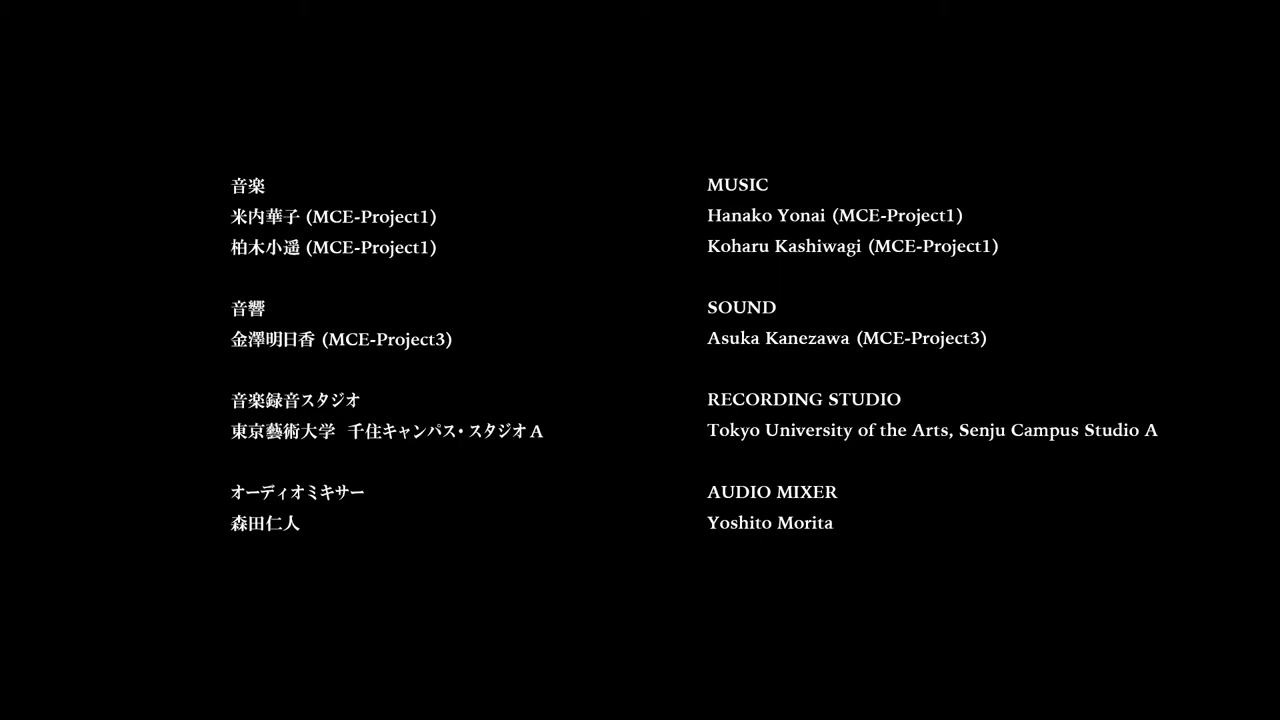 音楽
米内華子 (MCE-Project1)
柏木小遥 (MCE-Project1)
音響
金澤明日香 (MCE-Project3)
音楽録音スタジオ
東京藝術大学 千住キャンパス・スタジオ A
オーディオミキサー
森田仁人
MUSIC
Hanako Yonai (MCE-Project1)
Koharu Kashiwagi (MCE-Project1)
SOUND
Asuka Kanezawa (MCE-Project3)
RECORDING STUDIO
Tokyo University of the Arts, Senju Campus Studio A
AUDIO MIXER
Yoshito Morita